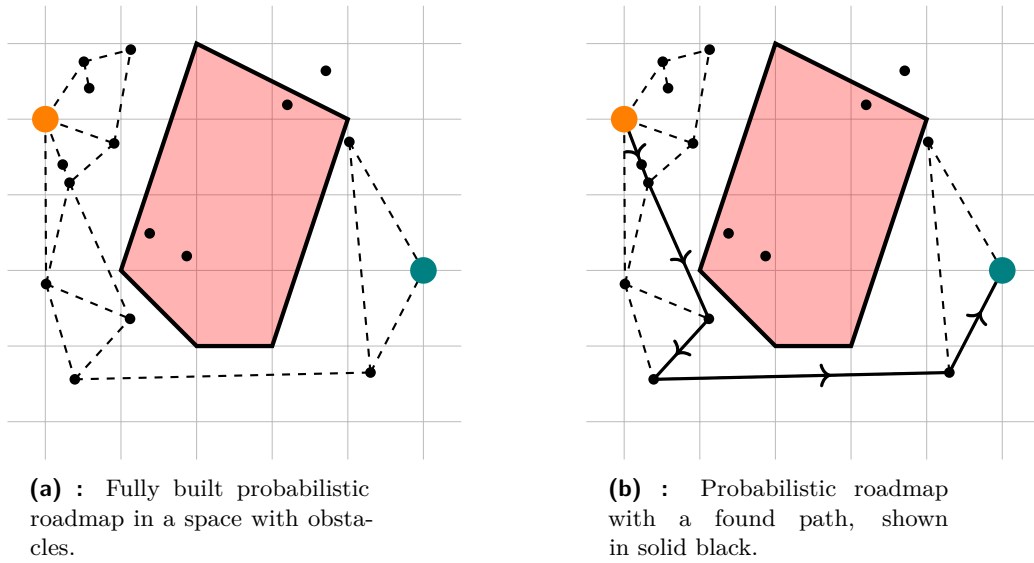 (a) : Fully built probabilistic
roadmap in a space with obsta-
cles.
(b) : Probabilistic roadmap
with a found path, shown
in solid black.